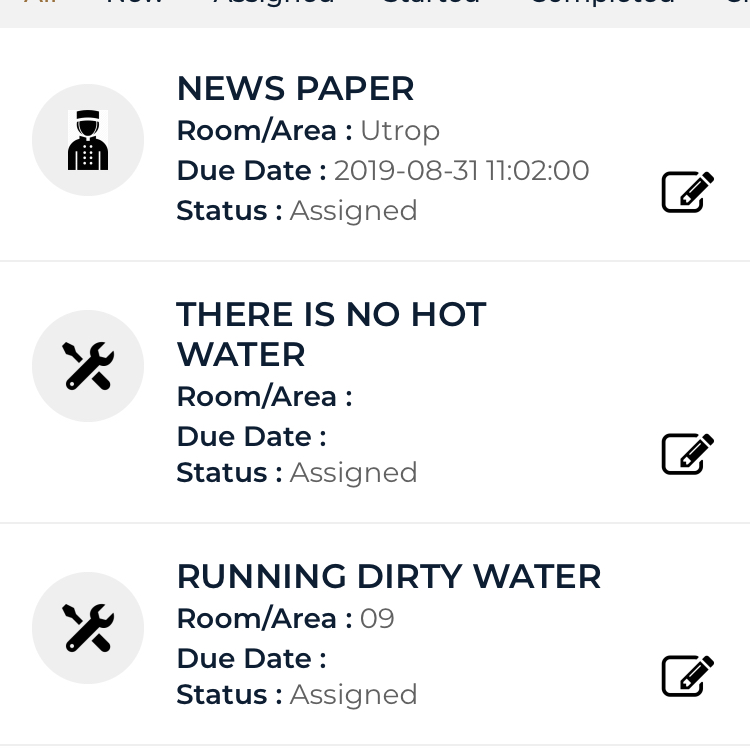 All New Assigned Started Completed
NEWS PAPER
Room/Area : Utrop
Due Date : 2019-08-31 11:02:00
Status : Assigned
THERE IS NO HOT
WATER
Room/Area :
Due Date :
Status : Assigned
RUNNING DIRTY WATER
Room/Area : 09
Due Date :
Status : Assigned